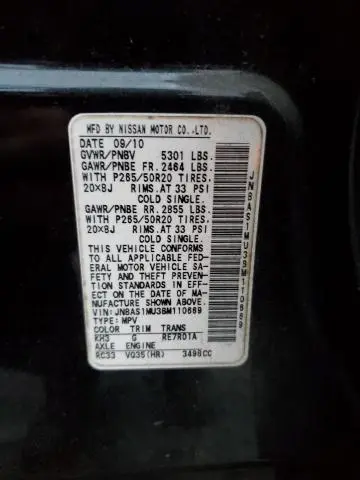 MFD BY NISSAN MOTOR CO.,LTD.
DATE 09/10
GVWR/PNBV 5301 LBS.
GAWR/PNBE FR. 2464 LBS.
WITH P265/50R20 TIRES.
20X8J RIMS. AT 33 PSI
COLD SINGLE.
GAWR/PNBE RR. 2855 LBS.
WITH P265/50R20 TIRES.
20X8J RIMS. AT 33 PSI
COLD SINGLE.
THIS VEHICLE CONFORMS
TO ALL APPLICABLE FED-
ERAL MOTOR VEHICLE SA-
FETY AND THEFT PREVEN-
TION STANDARDS IN EFF-
ECT ON THE DATE OF MA-
NUFACTURE SHOWN ABOVE.
VIN: JN8AS1MU3BM110669
TYPE: MPV
COLOR TRIM TRANS
KH3 G RE7R01A
AXLE ENGINE
RC33 VQ35(HR) 3498CC
JN8AS1MU3BM110669